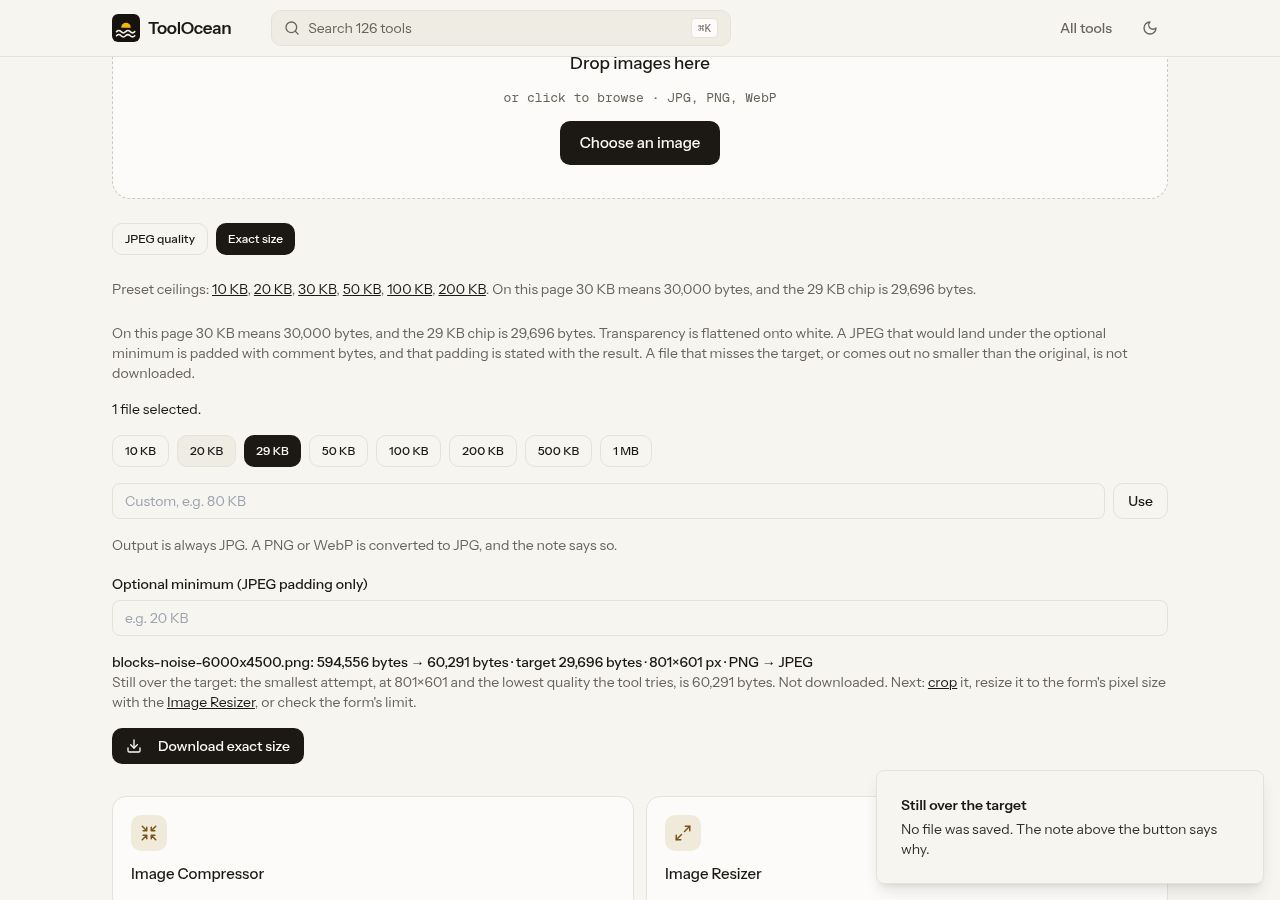 ToolOcean
Search 126 tools
⌘K
All tools
Drop images here
or click to browse · JPG, PNG, WebP
Choose an image
JPEG quality
Exact size
Preset ceilings: 10 KB, 20 KB, 30 KB, 50 KB, 100 KB, 200 KB. On this page 30 KB means 30,000 bytes, and the 29 KB chip is 29,696 bytes.
On this page 30 KB means 30,000 bytes, and the 29 KB chip is 29,696 bytes. Transparency is flattened onto white. A JPEG that would land under the optional
minimum is padded with comment bytes, and that padding is stated with the result. A file that misses the target, or comes out no smaller than the original, is not
downloaded.
1 file selected.
10 KB
20 KB
29 KB
50 KB
100 KB
200 KB
500 KB
1 MB
Custom, e.g. 80 KB
Use
Output is always JPG. A PNG or WebP is converted to JPG, and the note says so.
Optional minimum (JPEG padding only)
e.g. 20 KB
blocks-noise-6000x4500.png: 594,556 bytes → 60,291 bytes · target 29,696 bytes · 801×601 px · PNG → JPEG
Still over the target: the smallest attempt, at 801×601 and the lowest quality the tool tries, is 60,291 bytes. Not downloaded. Next: crop it, resize it to the form's pixel size
with the Image Resizer, or check the form's limit.
Download exact size
Image Compressor
Image Resizer
Still over the target
No file was saved. The note above the button says
why.